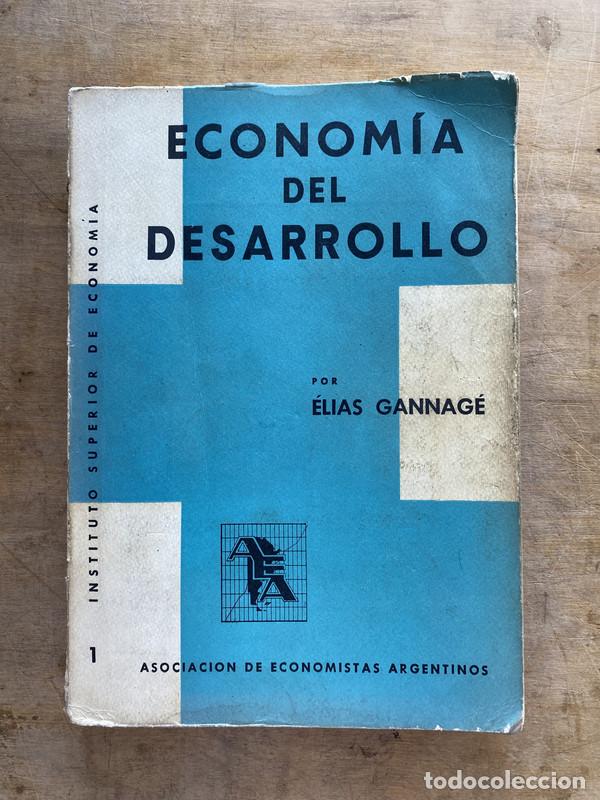 ECONOMÍA
DEL
DESARROLLO
POR
ÉLIAS GANNAGÉ
INSTITUTO SUPERIOR DE ECONOMÍA
1
AEA
ASOCIACION DE ECONOMISTAS ARGENTINOS
todocoleccion